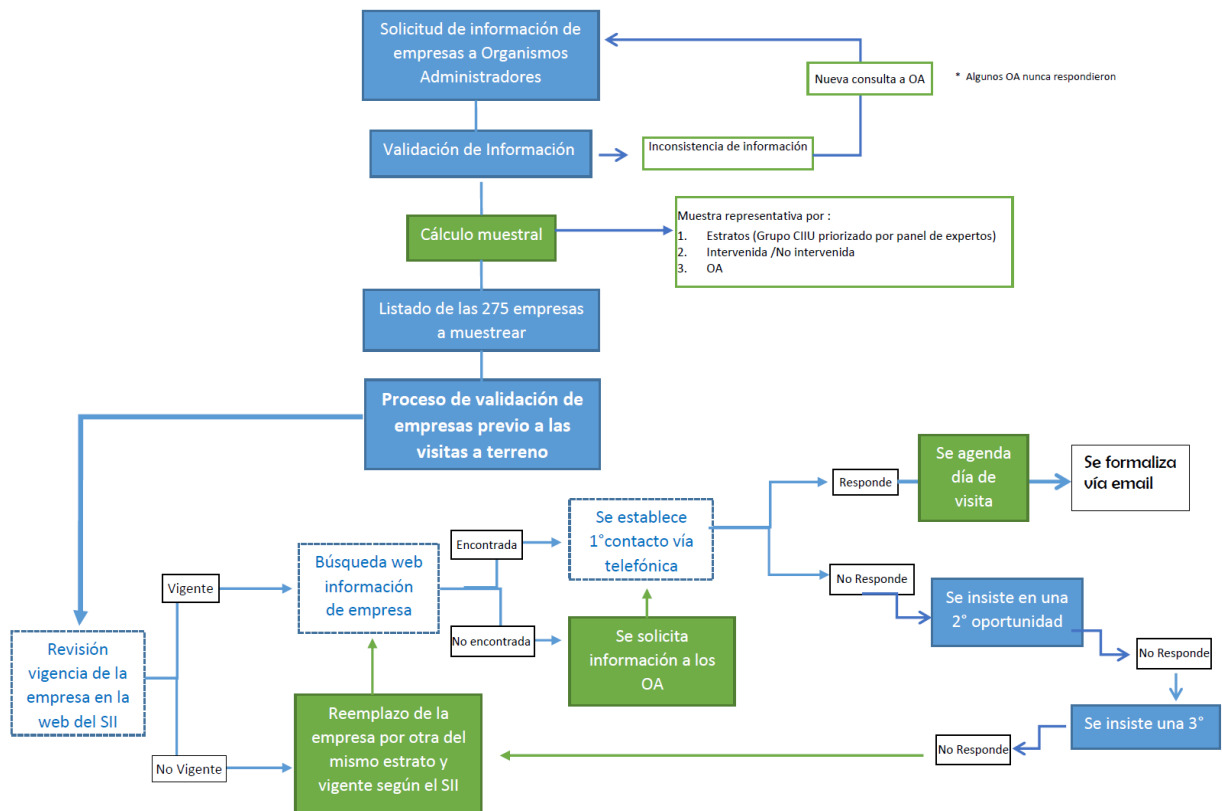 Solicitud de información de
empresas a Organismos
Administradores
Nueva consulta a OA
* Algunos OA nunca respondieron
Validación de Información
Inconsistencia de información
Cálculo muestral
Muestra representativa por :
1. Estratos (Grupo CIIU priorizado por panel de expertos)
2. Intervenida /No intervenida
3. OA
Listado de las 275 empresas
a muestrear
Proceso de validación de
empresas previo a las
visitas a terreno
Revisión
vigencia de la
empresa en la
web del SII
Vigente
No Vigente
Búsqueda web
información
de empresa
Reemplazo de la
empresa por otra del
mismo estrato y
vigente según el SII
Encontrada
No encontrada
Se establece
1°contacto vía
telefónica
Se solicita
información a los
OA
Responde
Se agenda
día de
visita
Se formaliza
vía email
No Responde
Se insiste en una
2° oportunidad
No Responde
Se insiste una 3°
No Responde